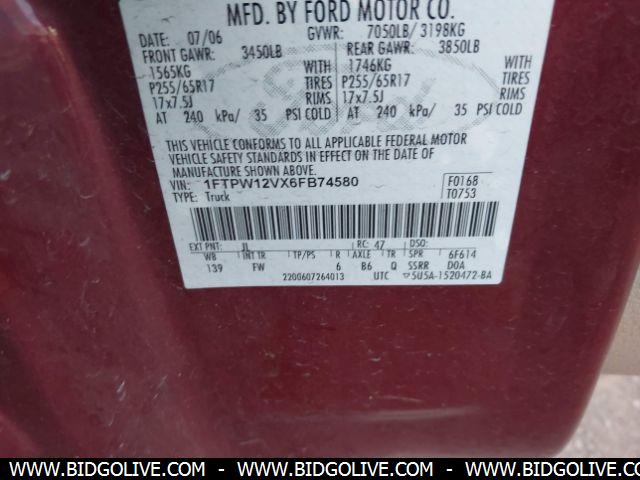 MFD. BY FORD MOTOR CO.
DATE: 07/06 GVWR: 7050LB/ 3198KG
FRONT GAWR: 3450LB REAR GAWR: 3850LB
1565KG 1746KG
P255/65R17 TIRES P255/65R17 TIRES
17x7.5J RIMS 17x7.5J RIMS
AT 240 kPa/ 35 PSI COLD AT 240 kPa/ 35 PSI COLD
THIS VEHICLE CONFORMS TO ALL APPLICABLE FEDERAL MOTOR
VEHICLE SAFETY STANDARDS IN EFFECT ON THE DATE OF
MANUFACTURE SHOWN ABOVE.
VIN: 1FTPW12VX6FB74580 F0168
TYPE: Truck T0753
EXT PNT: JL RC: 47 DSO:
WB INT TR TP/PS R AXLE TR SPR 6F614
139 FW 6 B6 Q SSRR DOA
2200607264013 UTC 5U5A-1520472-BA
WWW.BIDGOLIVE.COM - WWW.BIDGOLIVE.COM - WWW.BIDGOLIVE.COM